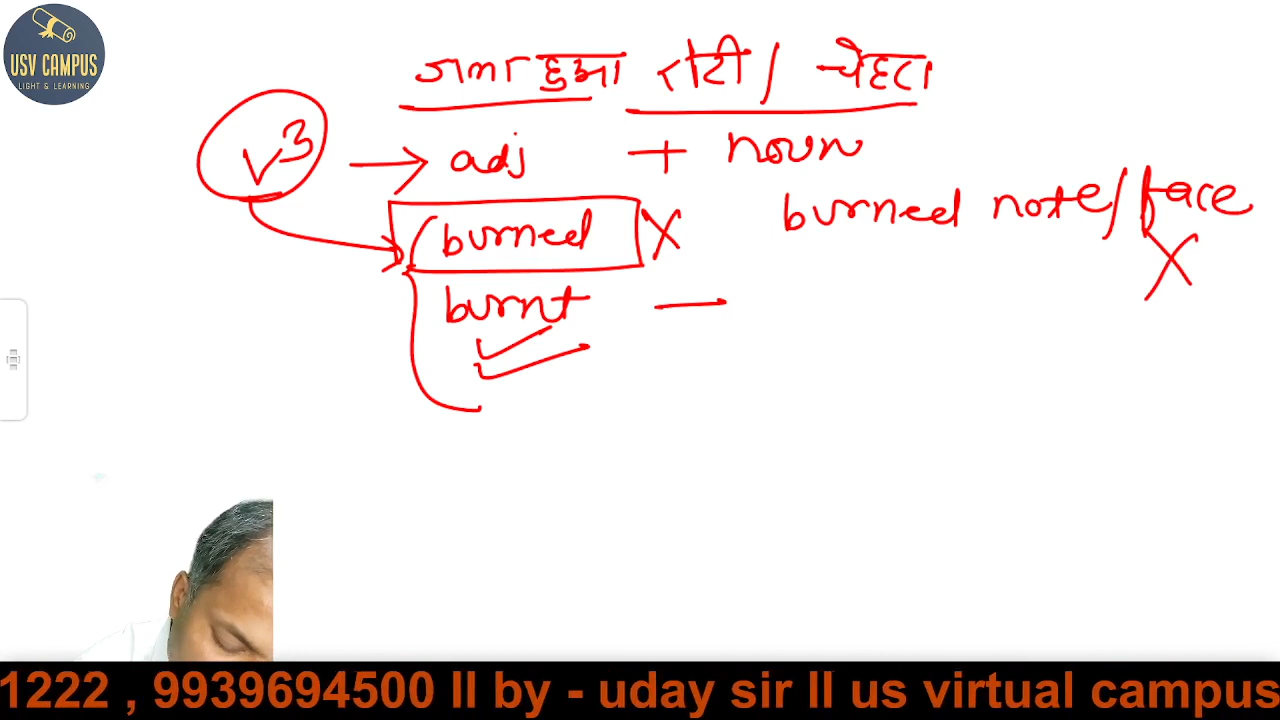 USV CAMPUS
LIGHT & LEARNING
जला हुआ रोटी / चेहरा
V3 → adj + noun
burned X burned note/face X
burnt —
1222 , 9939694500 ll by - uday sir ll us virtual campus